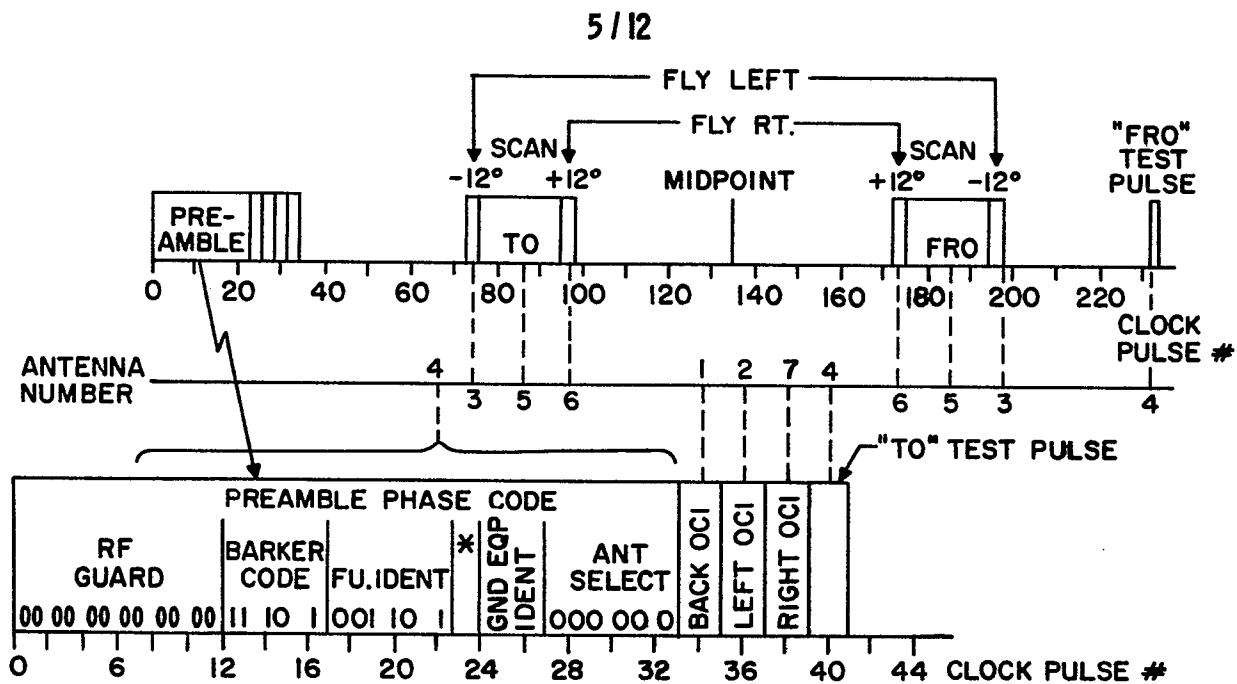 5/12
FLY LEFT
FLY RT.
SCAN
SCAN
"FRO"
TEST
PULSE
-12° +12° MIDPOINT +12° -12°
PRE-
AMBLE
TO
FRO
0 20 40 60 80 100 120 140 160 180 200 220
CLOCK
PULSE #
ANTENNA
NUMBER
4 1 2 7 4
3 5 6 6 5 3 4
"TO" TEST PULSE
PREAMBLE PHASE CODE
RF
GUARD
BARKER
CODE
FU.IDENT
*
GND EQP
IDENT
ANT
SELECT
BACK OCI
LEFT OCI
RIGHT OCI
00 00 00 00 00 00 11 10 1 001 10 1 000 00 0
0 6 12 16 20 24 28 32 36 40 44 CLOCK PULSE #